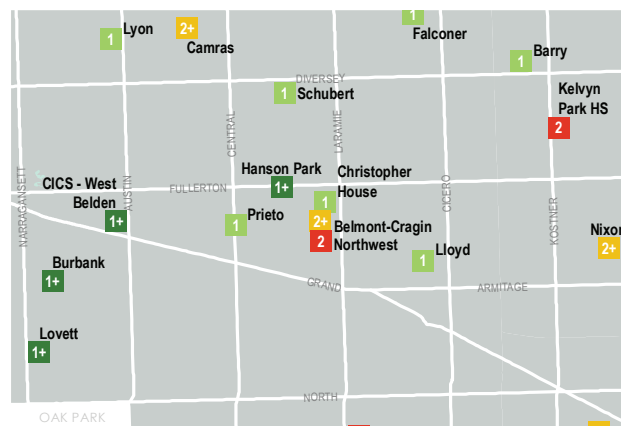 2+
1
Lyon
1
Camras
Falconer
1
Barry
DIVERSEY
1
Schubert
Kelvyn
Park HS
2
CENTRAL
LARAMIE
Hanson Park
1+
Christopher
House
1
NARRAGANSETT
CICS - West
Belden
1+
AUSTIN
FULLERTON
CICERO
KOSTNER
1
Prieto
2+
2
Belmont-Cragin
Northwest
Nixon
2+
1
Lloyd
Burbank
1+
GRAND
ARMITAGE
Lovett
1+
NORTH
OAK PARK